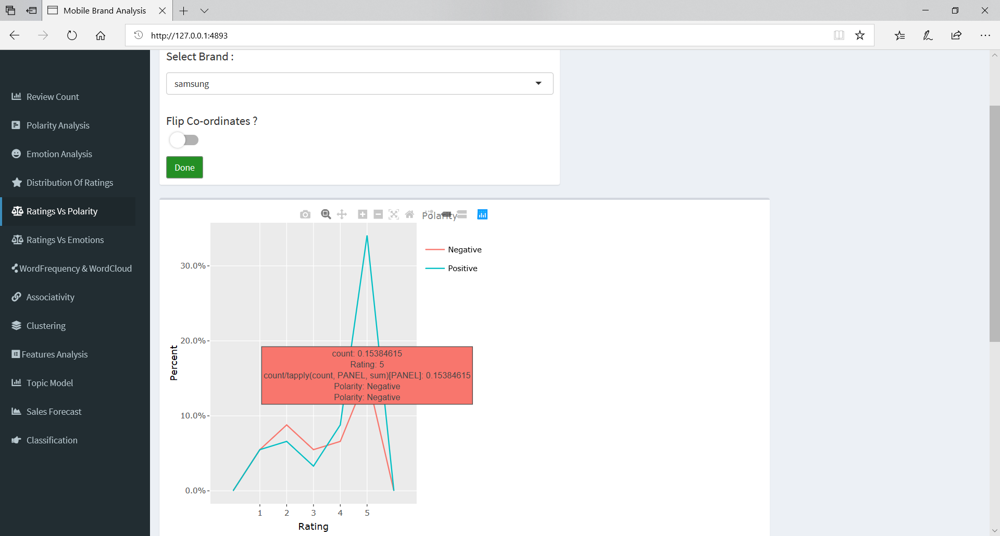 Mobile Brand Analysis
http://127.0.0.1:4893
Review Count
Polarity Analysis
Emotion Analysis
Distribution Of Ratings
Ratings Vs Polarity
Ratings Vs Emotions
WordFrequency & WordCloud
Associativity
Clustering
Features Analysis
Topic Model
Sales Forecast
Classification
Select Brand :
samsung
Flip Co-ordinates ?
Done
Polarity
Negative
Positive
30.0%
20.0%
10.0%
0.0%
Percent
count: 0.15384615
Rating: 5
count/tapply(count, PANEL, sum)[PANEL]: 0.15384615
Polarity: Negative
Polarity: Negative
1 2 3 4 5
Rating